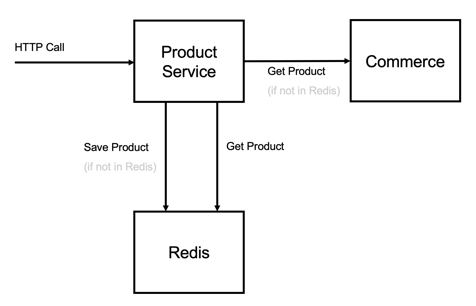 HTTP Call
Product
Service
Get Product
(if not in Redis)
Commerce
Save Product
(if not in Redis)
Get Product
Redis